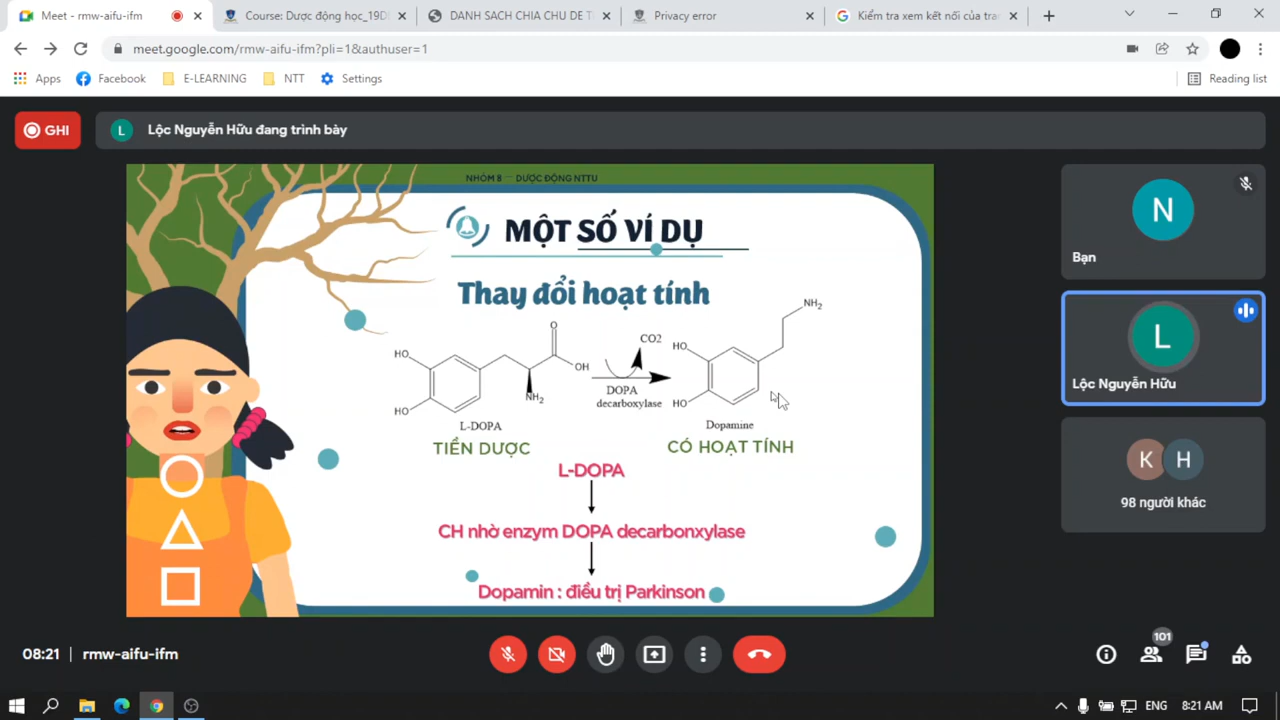 Meet - rmw-aifu-ifm
Course: Dược động học_19D
DANH SACH CHIA CHU DE T
Privacy error
Kiểm tra xem kết nối của tra
meet.google.com/rmw-aifu-ifm?pli=1&authuser=1
Apps
Facebook
E-LEARNING
NTT
Settings
Reading list
GHI
L
Lộc Nguyễn Hữu đang trình bày
NHÓM 8 — DƯỢC ĐỘNG NTTU
MỘT SỐ VÍ DỤ
Thay đổi hoạt tính
HO
HO
O
OH
NH2
CO2
DOPA
decarboxylase
HO
HO
NH2
L-DOPA
Dopamine
TIỀN DƯỢC
CÓ HOẠT TÍNH
L-DOPA
CH nhờ enzym DOPA decarbonxylase
Dopamin : điều trị Parkinson
N
Bạn
L
Lộc Nguyễn Hữu
K
H
98 người khác
08:21
rmw-aifu-ifm
101
ENG
8:21 AM